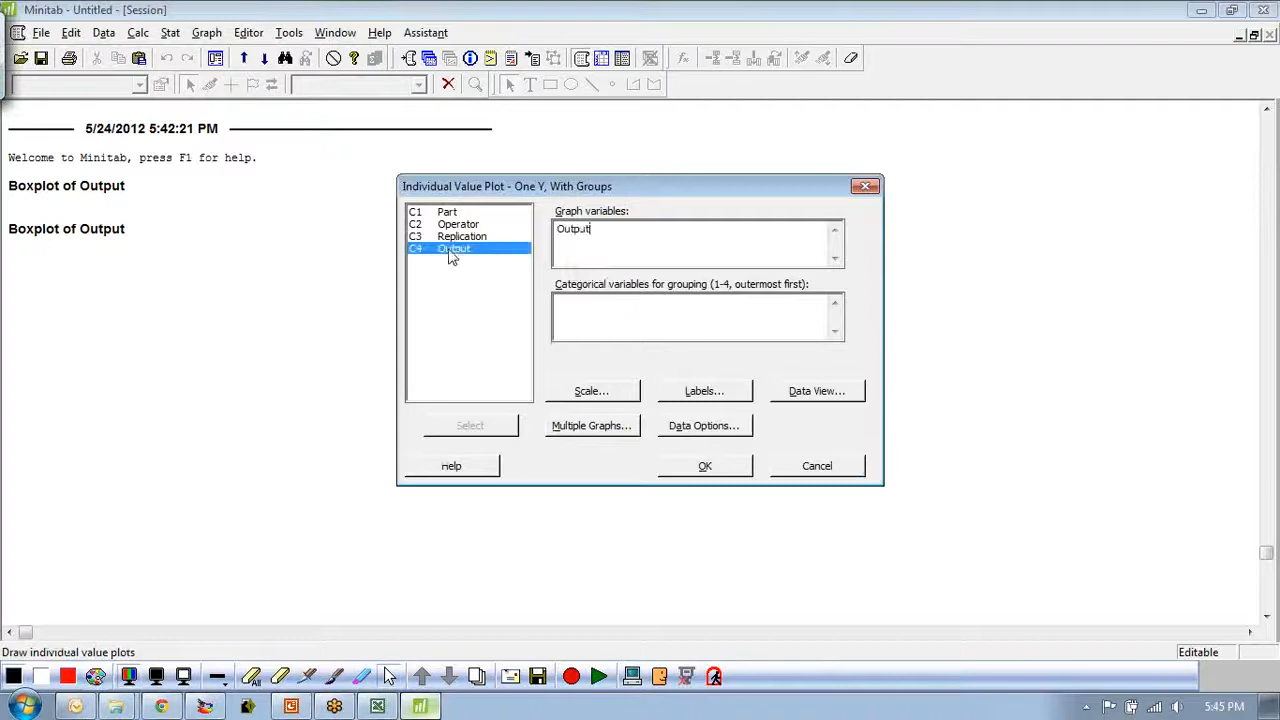 Minitab - Untitled - [Session]
File Edit Data Calc Stat Graph Editor Tools Window Help Assistant
5/24/2012 5:42:21 PM
Welcome to Minitab, press F1 for help.
Boxplot of Output
Boxplot of Output
Individual Value Plot - One Y, With Groups
C1 Part
C2 Operator
C3 Replication
C4 Output
Graph variables:
Output
Categorical variables for grouping (1-4, outermost first):
Scale... Labels... Data View...
Select Multiple Graphs... Data Options...
Help OK Cancel
Draw individual value plots
Editable
All
5:45 PM